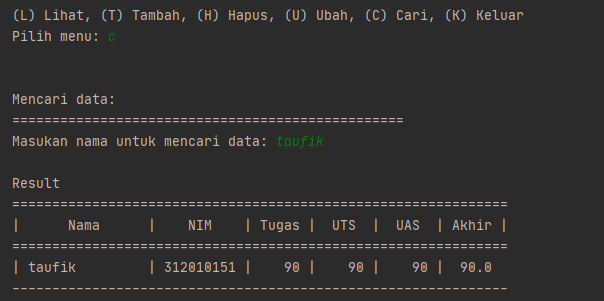 (L) Lihat, (T) Tambah, (H) Hapus, (U) Ubah, (C) Cari, (K) Keluar
Pilih menu: c
Mencari data:
=================================================
Masukan nama untuk mencari data: taufik
Result
==============================================================
|      Nama      |    NIM    | Tugas |  UTS  |  UAS  | Akhir |
==============================================================
| taufik         | 312010151 |    90 |    90 |    90 |  90.0
--------------------------------------------------------------